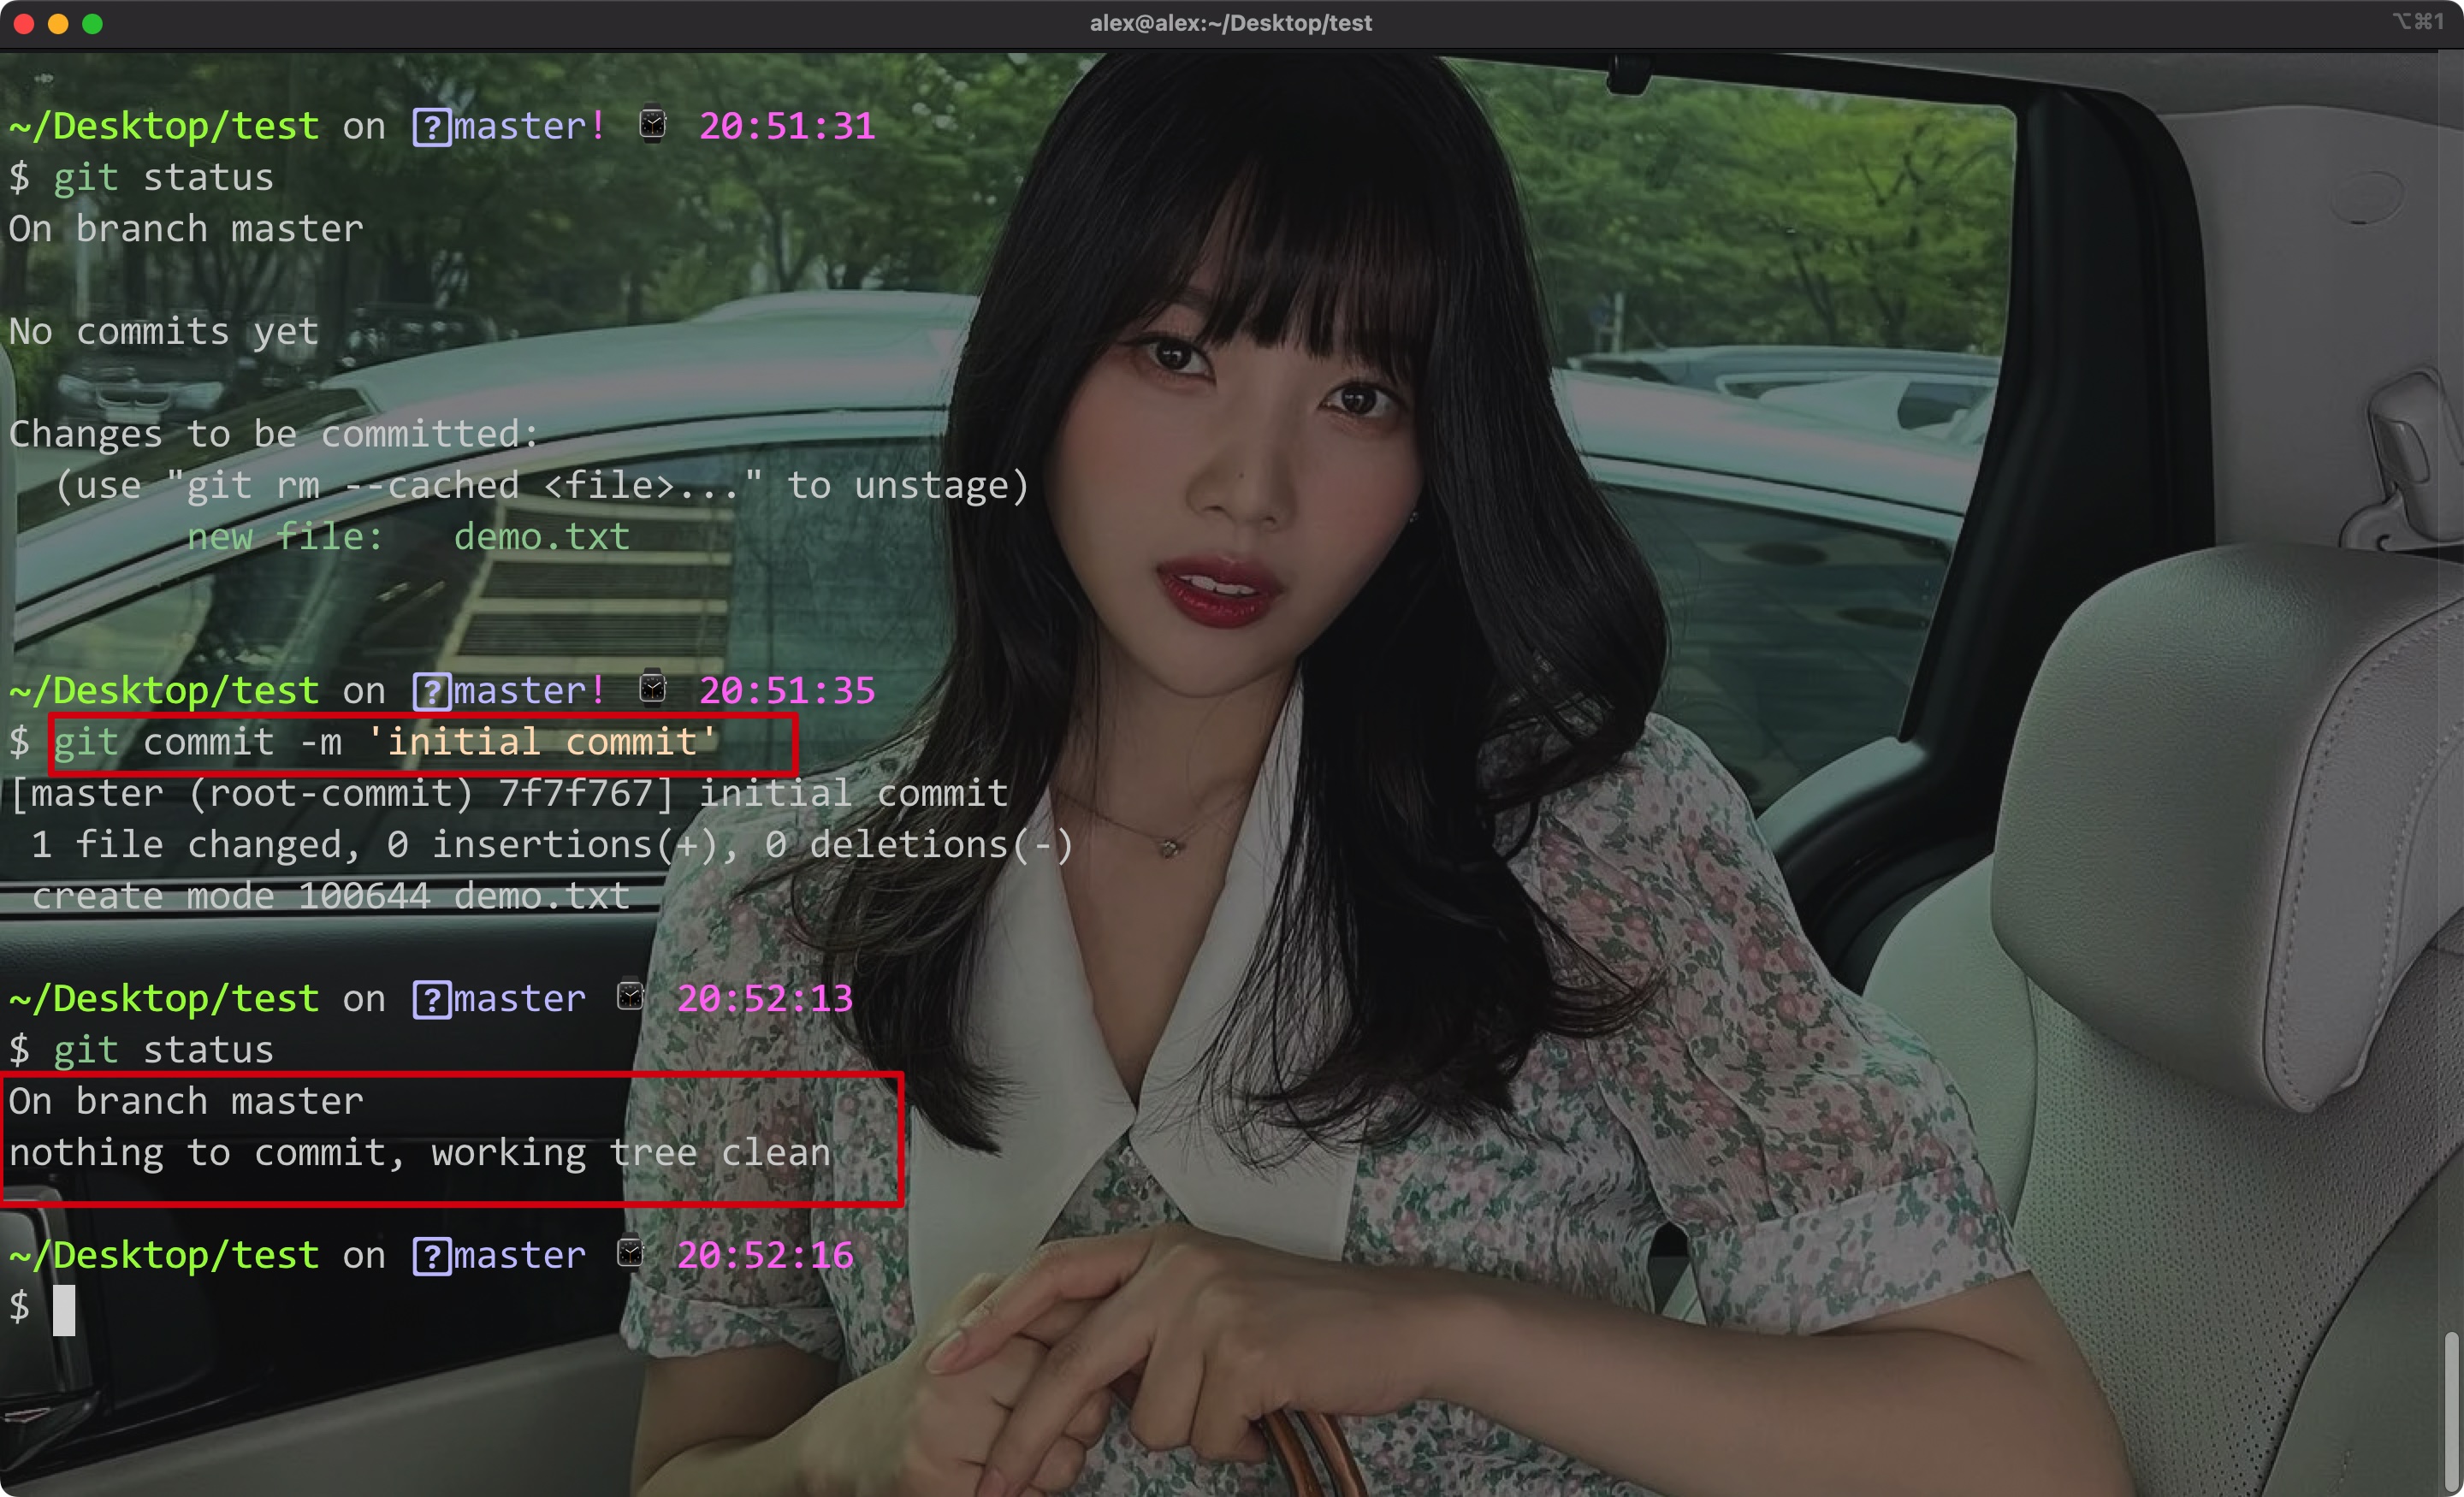 alex@alex:~/Desktop/test
⌥⌘1
~/Desktop/test on [?]master! ⌚ 20:51:31
$ git status
On branch master
No commits yet
Changes to be committed:
  (use "git rm --cached <file>..." to unstage)
        new file:   demo.txt
~/Desktop/test on [?]master! ⌚ 20:51:35
$ git commit -m 'initial commit'
[master (root-commit) 7f7f767] initial commit
 1 file changed, 0 insertions(+), 0 deletions(-)
 create mode 100644 demo.txt
~/Desktop/test on [?]master ⌚ 20:52:13
$ git status
On branch master
nothing to commit, working tree clean
~/Desktop/test on [?]master ⌚ 20:52:16
$